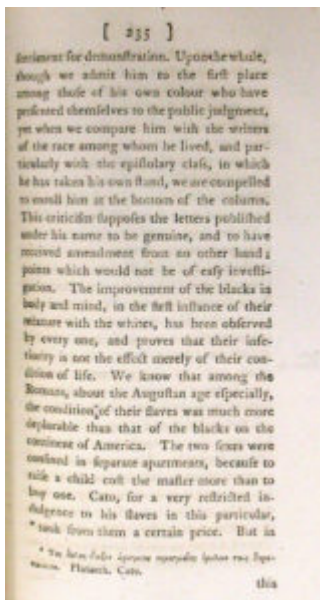 [ 235 ]
sentiment for demonstration. Upon the whole,
though we admit him to the first place
among those of his own colour who have
presented themselves to the public judgment,
yet when we compare him with the writers
of the race among whom he lived, and par-
ticularly with the epistolary class, in which
he has taken his own stand, we are compelled
to enroll him at the bottom of the column.
This criticism supposes the letters published
under his name to be genuine, and to have
received amendment from no other hand;
points which would not be of easy investi-
gation. The improvement of the blacks in
body and mind, in the first instance of their
mixture with the whites, has been observed
by every one, and proves that their infe-
riority is not the effect merely of their con-
dition of life. We know that among the
Romans, about the Augustan age especially,
the condition of their slaves was much more
deplorable than that of the blacks on the
continent of America. The two sexes were
confined in separate apartments, because to
raise a child cost the master more than to
buy one. Cato, for a very restricted in-
dulgence to his slaves in this particular,
* took from them a certain price. But in
Plutarch. Cato.
this